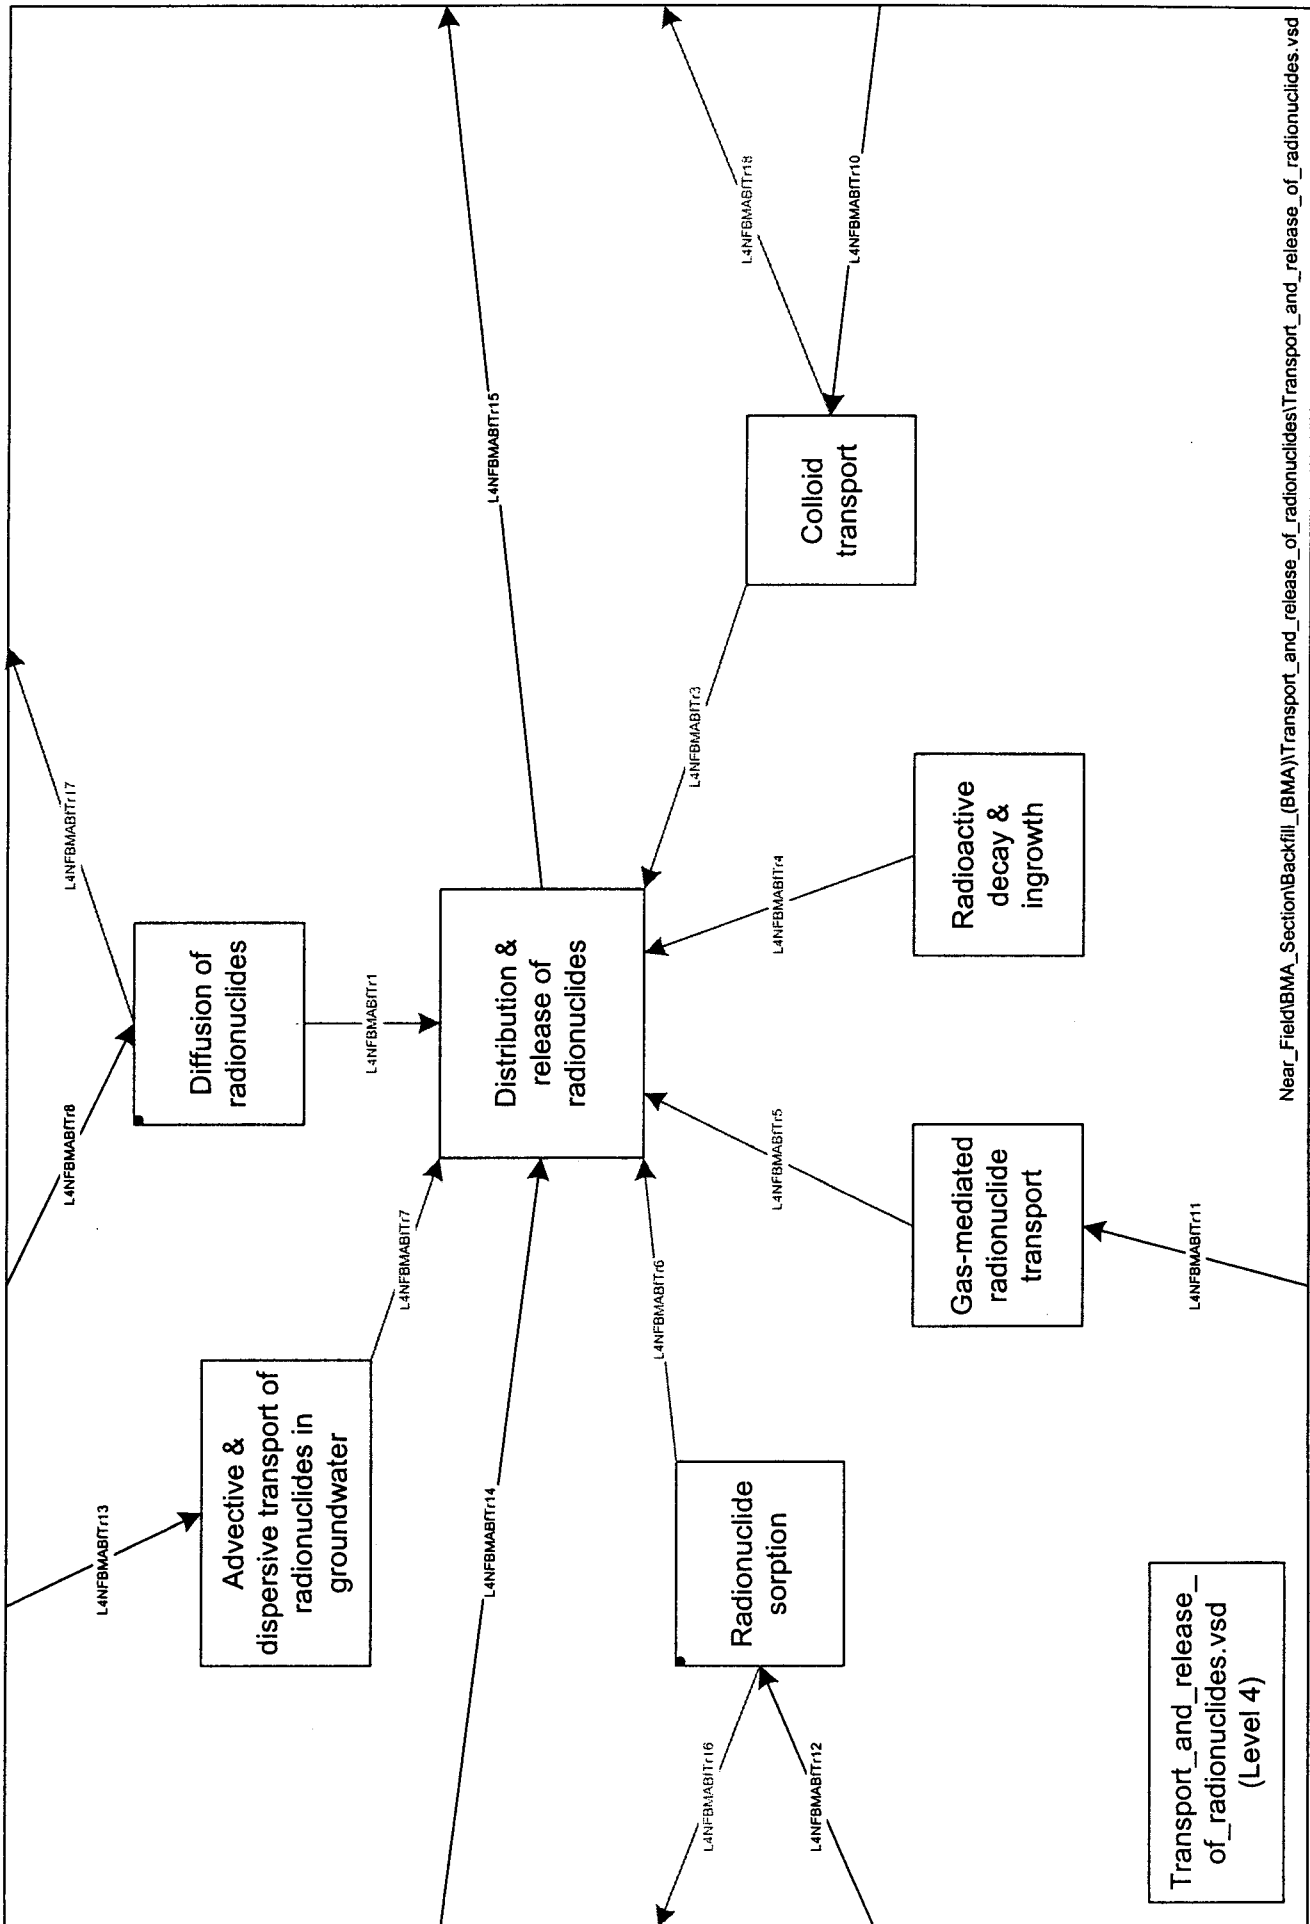 L4NFBMABfTr13
L4NFBMABfTr8
L4NFBMABfTr17
Advective &
dispersive transport of
radionuclides in
groundwater
Diffusion of
radionuclides
L4NFBMABfTr7
L4NFBMABfTr1
L4NFBMABfTr14
Distribution &
release of
radionuclides
L4NFBMABfTr15
L4NFBMABfTr6
L4NFBMABfTr3
L4NFBMABfTr18
L4NFBMABfTr16
Radionuclide
sorption
L4NFBMABfTr5
L4NFBMABfTr4
Colloid
transport
L4NFBMABfTr10
L4NFBMABfTr12
Gas-mediated
radionuclide
transport
Radioactive
decay &
ingrowth
L4NFBMABfTr11
Transport_and_release_
of_radionuclides.vsd
(Level 4)
Near_Field\BMA_Section\Backfill_(BMA)\Transport_and_release_of_radionuclides\Transport_and_release_of_radionuclides.vsd